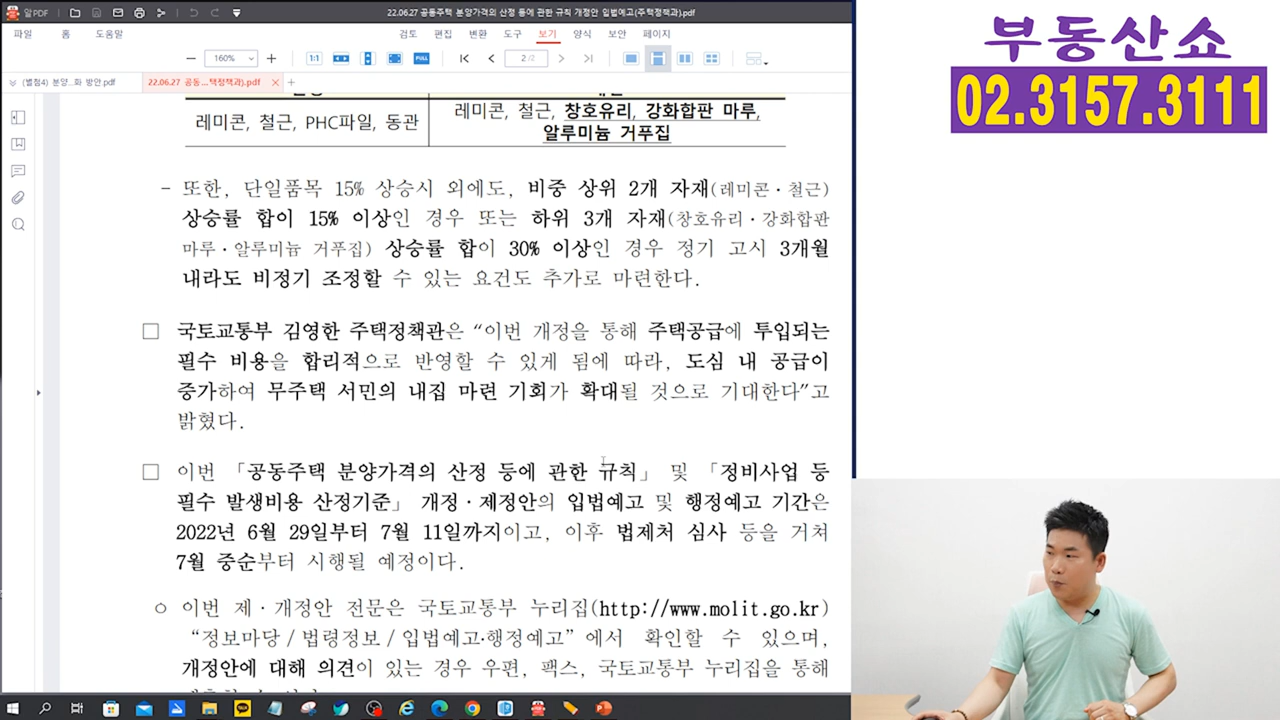 알PDF
22.06.27 공동주택 분양가격의 산정 등에 관한 규칙 개정안 입법예고(주택정책과).pdf
파일 홈 도움말 검토 편집 변환 도구 보기 양식 보안 페이지
160% 1:1 PULL 2 /2
(별첨4) 분양...화 방안.pdf 22.06.27 공동...택정책과).pdf
레미콘, 철근, PHC파일, 동관
레미콘, 철근, 창호유리, 강화합판 마루,
알루미늄 거푸집
- 또한, 단일품목 15% 상승시 외에도, 비중 상위 2개 자재(레미콘·철근)
상승률 합이 15% 이상인 경우 또는 하위 3개 자재(창호유리·강화합판
마루·알루미늄 거푸집) 상승률 합이 30% 이상인 경우 정기 고시 3개월
내라도 비정기 조정할 수 있는 요건도 추가로 마련한다.
□ 국토교통부 김영한 주택정책관은 “이번 개정을 통해 주택공급에 투입되는
필수 비용을 합리적으로 반영할 수 있게 됨에 따라, 도심 내 공급이
증가하여 무주택 서민의 내집 마련 기회가 확대될 것으로 기대한다”고
밝혔다.
□ 이번 「공동주택 분양가격의 산정 등에 관한 규칙」 및 「정비사업 등
필수 발생비용 산정기준」 개정·제정안의 입법예고 및 행정예고 기간은
2022년 6월 29일부터 7월 11일까지이고, 이후 법제처 심사 등을 거쳐
7월 중순부터 시행될 예정이다.
ㅇ 이번 제·개정안 전문은 국토교통부 누리집(http://www.molit.go.kr)
“정보마당/법령정보/입법예고·행정예고”에서 확인할 수 있으며,
개정안에 대해 의견이 있는 경우 우편, 팩스, 국토교통부 누리집을 통해
부동산쇼
02.3157.3111